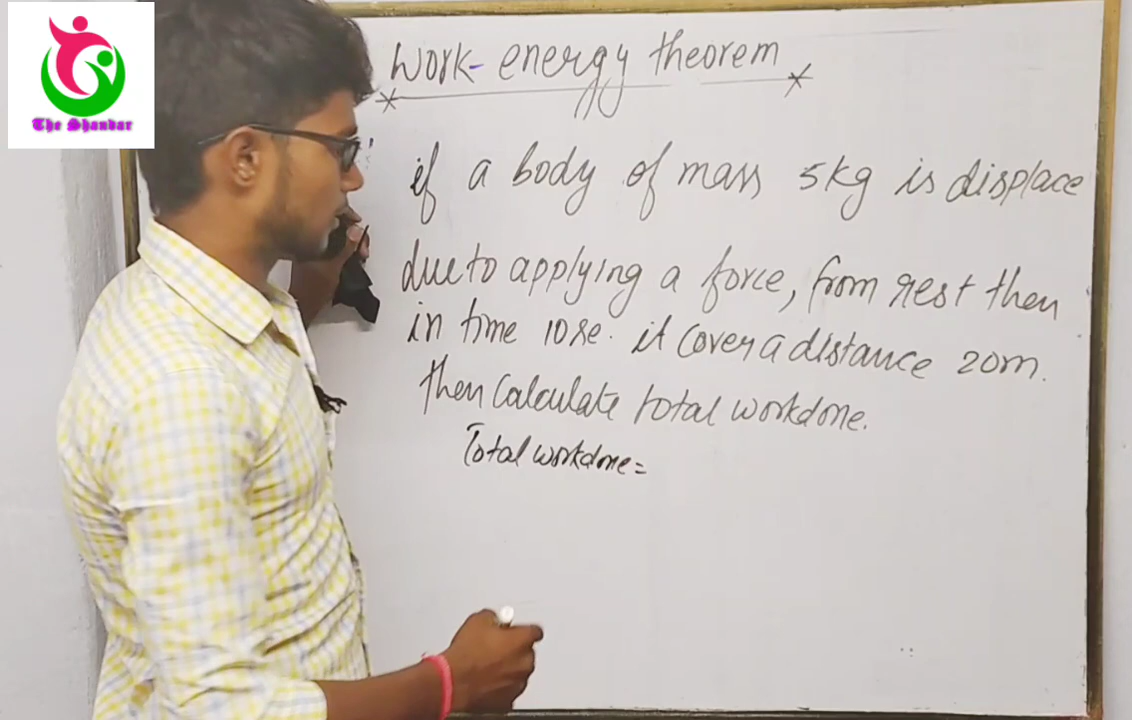 The Shandar
Work-energy theorem
if a body of mass 5kg is displace
due to applying a force, from rest then
in time 10se. it cover a distance 20m.
then calculate total workdone.
Total workdone=